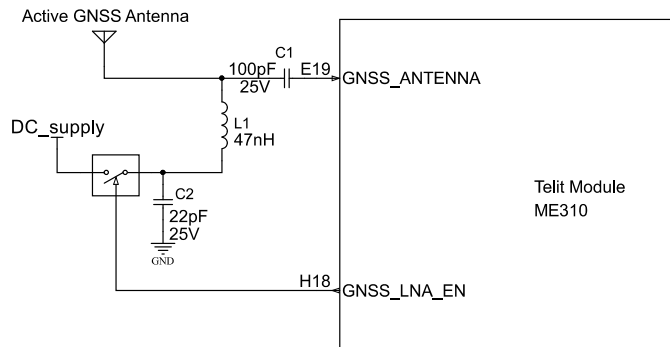 Active GNSS Antenna
C1
100pF
25V
E19
GNSS_ANTENNA
L1
47nH
DC_supply
C2
22pF
25V
GND
Telit Module
ME310
H18
GNSS_LNA_EN